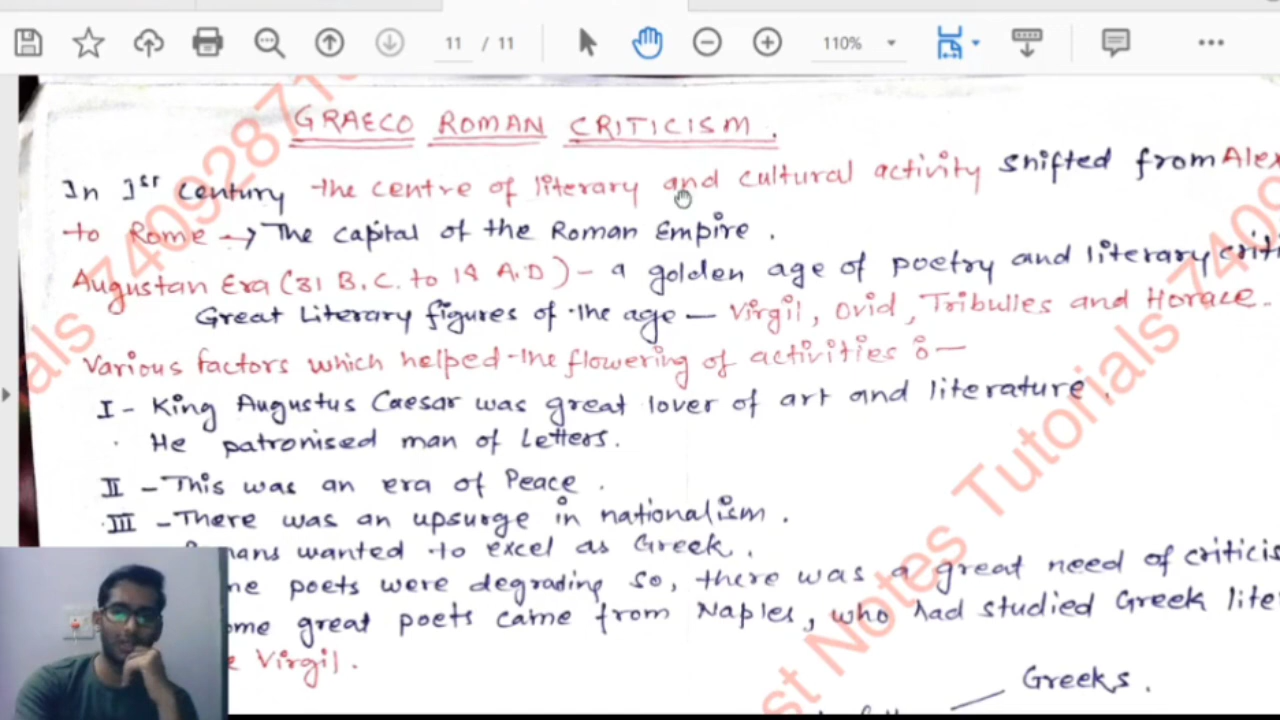 11 / 11
110%
GRAECO ROMAN CRITICISM.
In 1st century the centre of literary and cultural activity shifted from Alex
to Rome → The capital of the Roman Empire.
Augustan Era (31 B.C. to 14 A.D) - a golden age of poetry and literary criti
Great Literary figures of the age — Virgil, Ovid, Tribulles and Horace.
Various factors which helped the flowering of activities :-
I - King Augustus Caesar was great lover of art and literature.
He patronised man of Letters.
II - This was an era of Peace.
III - There was an upsurge in nationalism.
wanted to excel as Greek.
poets were degrading so, there was a great need of criticis
great poets came from Naples, who had studied Greek lite
Virgil.
Greeks.
als 74092871
st Notes Tutorials 7409